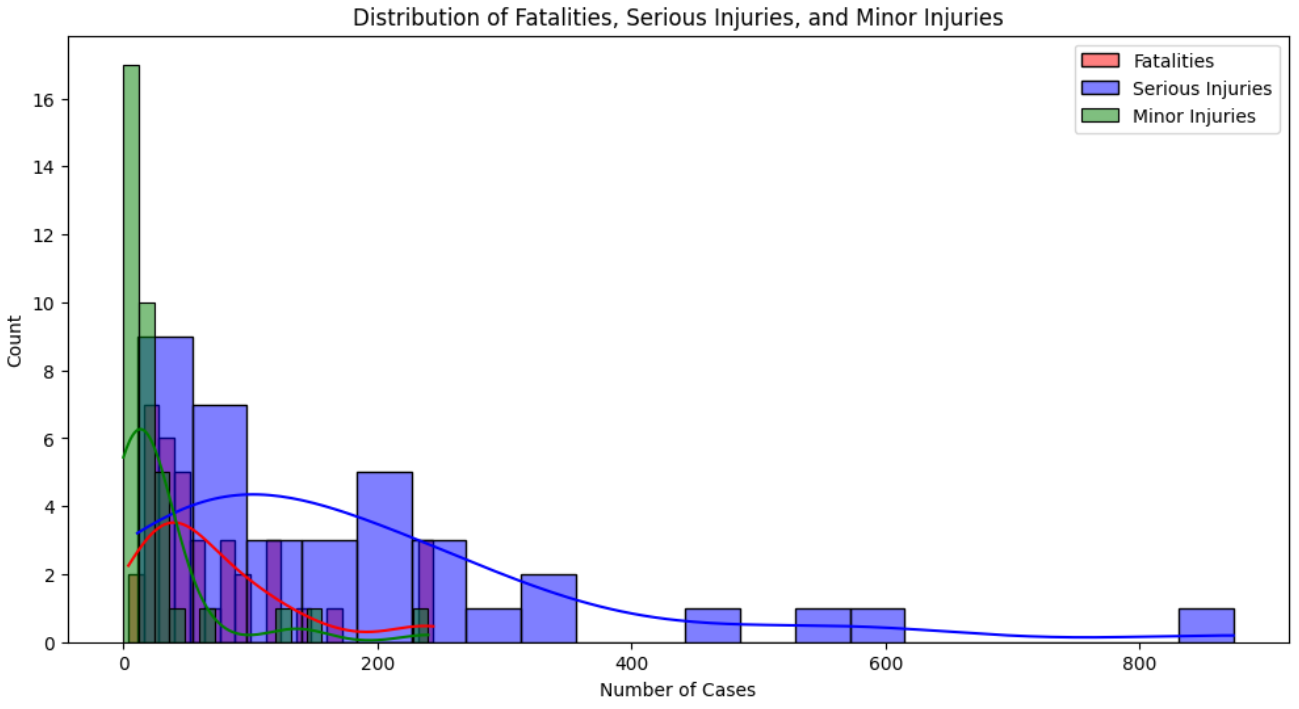 Distribution of Fatalities, Serious Injuries, and Minor Injuries
Fatalities
Serious Injuries
Minor Injuries
16
14
12
10
8
6
4
2
0
Count
0 200 400 600 800
Number of Cases